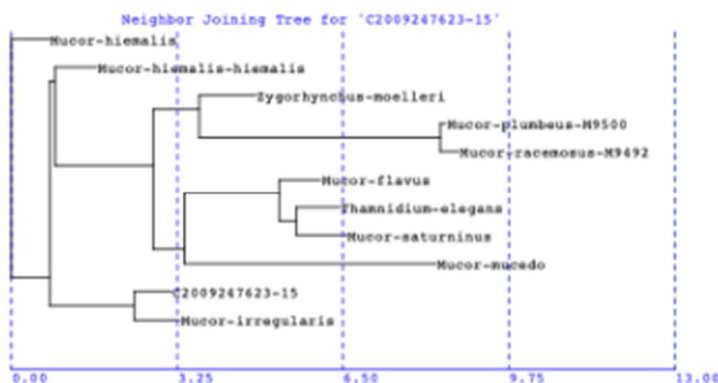 Neighbor Joining Tree for 'C2009247623-15'
Mucor-hiemalis
Mucor-hiemalis-hiemalis
Zygorhynchus-moelleri
Mucor-plumbeus-M9500
Mucor-racemosus-M9492
Mucor-flavus
Thamnidium-elegans
Mucor-saturninus
Mucor-mucedo
C2009247623-15
Mucor-irregularis
0.00 3.25 6.50 9.75 13.00